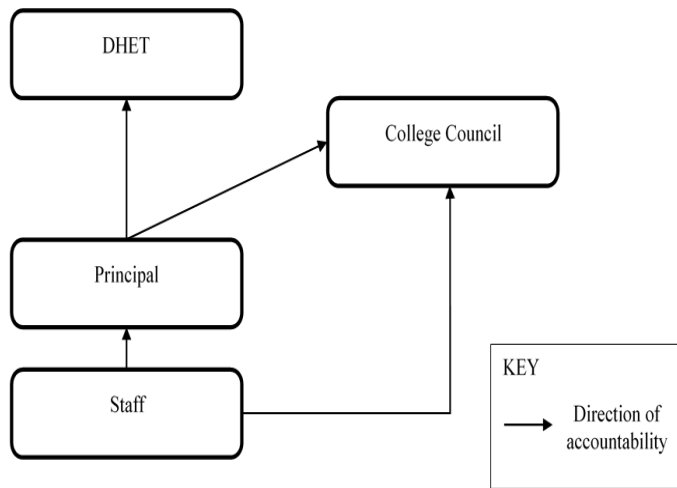 DHET
College Council
Principal
Staff
KEY
Direction of
accountability